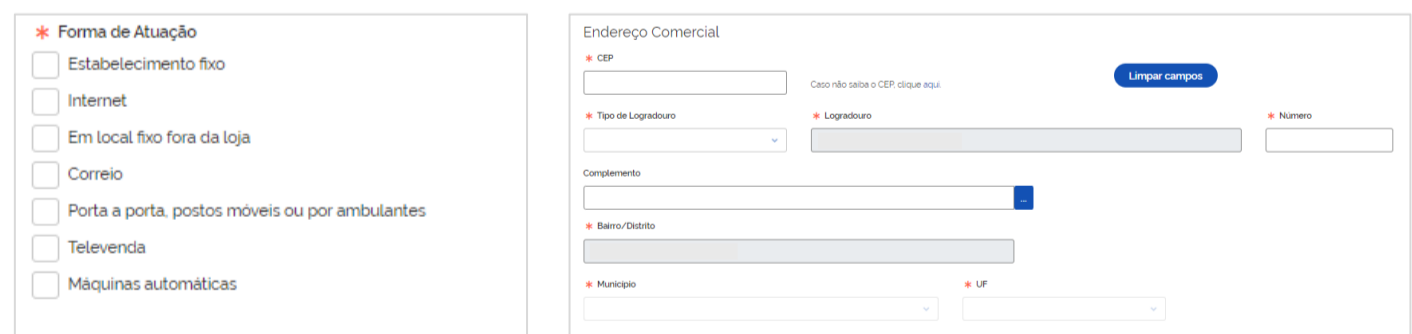 * Forma de Atuação
Estabelecimento fixo
Internet
Em local fixo fora da loja
Correio
Porta a porta, postos móveis ou por ambulantes
Televenda
Máquinas automáticas
Endereço Comercial
* CEP
Caso não saiba o CEP, clique aqui.
Limpar campos
* Tipo de Logradouro
* Logradouro
* Número
Complemento
...
* Bairro/Distrito
* Município
* UF